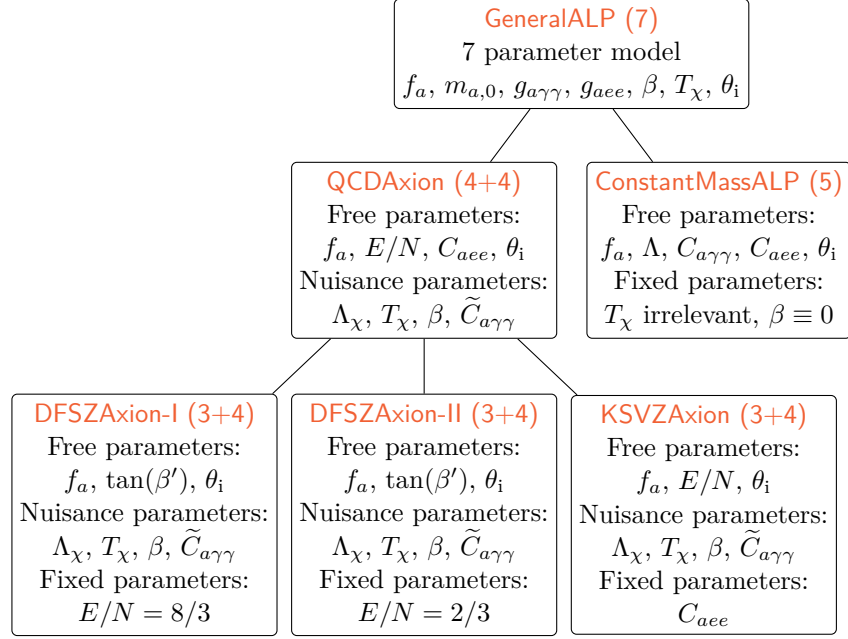 GeneralALP (7)
7 parameter model
f_a, m_{a,0}, g_{aγγ}, g_{aee}, β, T_χ, θ_i
QCDAxion (4+4)
Free parameters:
f_a, E/N, C_{aee}, θ_i
Nuisance parameters:
Λ_χ, T_χ, β, C̃_{aγγ}
ConstantMassALP (5)
Free parameters:
f_a, Λ, C_{aγγ}, C_{aee}, θ_i
Fixed parameters:
T_χ irrelevant, β ≡ 0
DFSZAxion-I (3+4)
Free parameters:
f_a, tan(β′), θ_i
Nuisance parameters:
Λ_χ, T_χ, β, C̃_{aγγ}
Fixed parameters:
E/N = 8/3
DFSZAxion-II (3+4)
Free parameters:
f_a, tan(β′), θ_i
Nuisance parameters:
Λ_χ, T_χ, β, C̃_{aγγ}
Fixed parameters:
E/N = 2/3
KSVZAxion (3+4)
Free parameters:
f_a, E/N, θ_i
Nuisance parameters:
Λ_χ, T_χ, β, C̃_{aγγ}
Fixed parameters:
C_{aee}